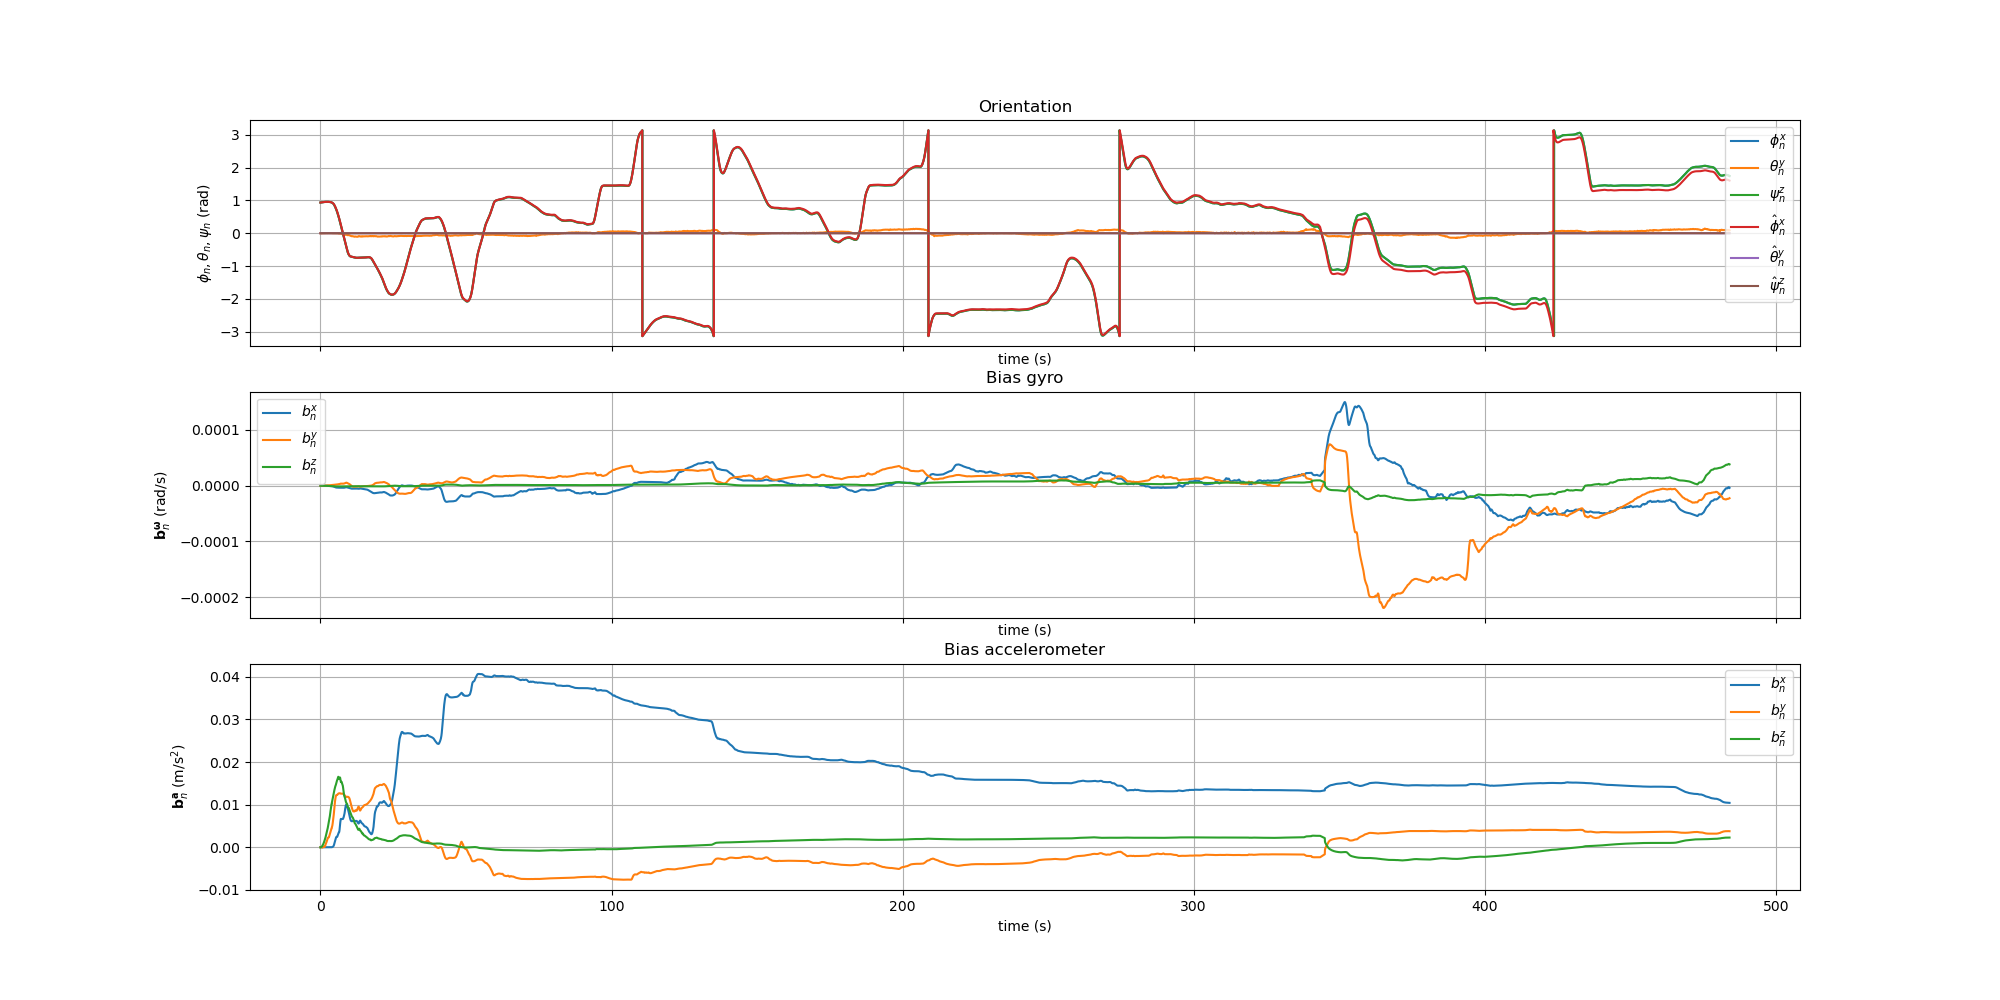 Orientation
ϕₙ, θₙ, ψₙ (rad)
3
2
1
0
−1
−2
−3
ϕₙˣ
θₙʸ
ψₙᶻ
ϕ̂ₙˣ
θ̂ₙʸ
ψ̂ₙᶻ
time (s)
Bias gyro
𝐛ₙ^𝛚 (rad/s)
0.0001
0.0000
−0.0001
−0.0002
bₙˣ
bₙʸ
bₙᶻ
time (s)
Bias accelerometer
𝐛ₙ^𝐚 (m/s²)
0.04
0.03
0.02
0.01
0.00
−0.01
bₙˣ
bₙʸ
bₙᶻ
0 100 200 300 400 500
time (s)